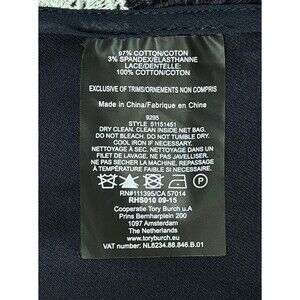 97% COTTON/COTON
3% SPANDEX/ELASTHANNE
LACE/DENTELLE:
100% COTTON/COTON
EXCLUSIVE OF TRIMS/ORNEMENTS NON COMPRIS
Made in China/Fabriqué en Chine
9295
STYLE 51151451
DRY CLEAN. CLEAN INSIDE NET BAG.
DO NOT BLEACH. DO NOT TUMBLE DRY.
COOL IRON IF NECESSARY.
NETTOYAGE À SEC. NETTOYAGE DANS UN
FILET DE LAVAGE. NE PAS JAVELLISER.
NE PAS SÉCHER EN MACHINE. REPASSAGE
À TEMPÉRATURE FAIBLE SI NÉCESSAIRE
RN#111395/CA 57014
RHS010 09-15
Cooperatie Tory Burch u.A
Prins Bernhardplein 200
1097 Amsterdam
The Netherlands
www.toryburch.eu
VAT number: NL8234.88.846.B.01